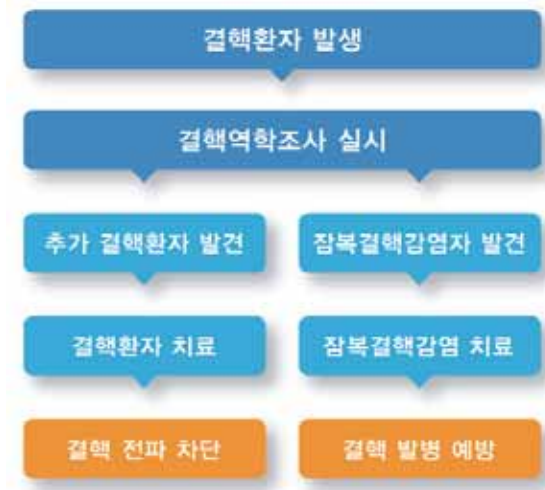 결핵환자 발생
결핵역학조사 실시
추가 결핵환자 발견
잠복결핵감염자 발견
결핵환자 치료
잠복결핵감염 치료
결핵 전파 차단
결핵 발병 예방